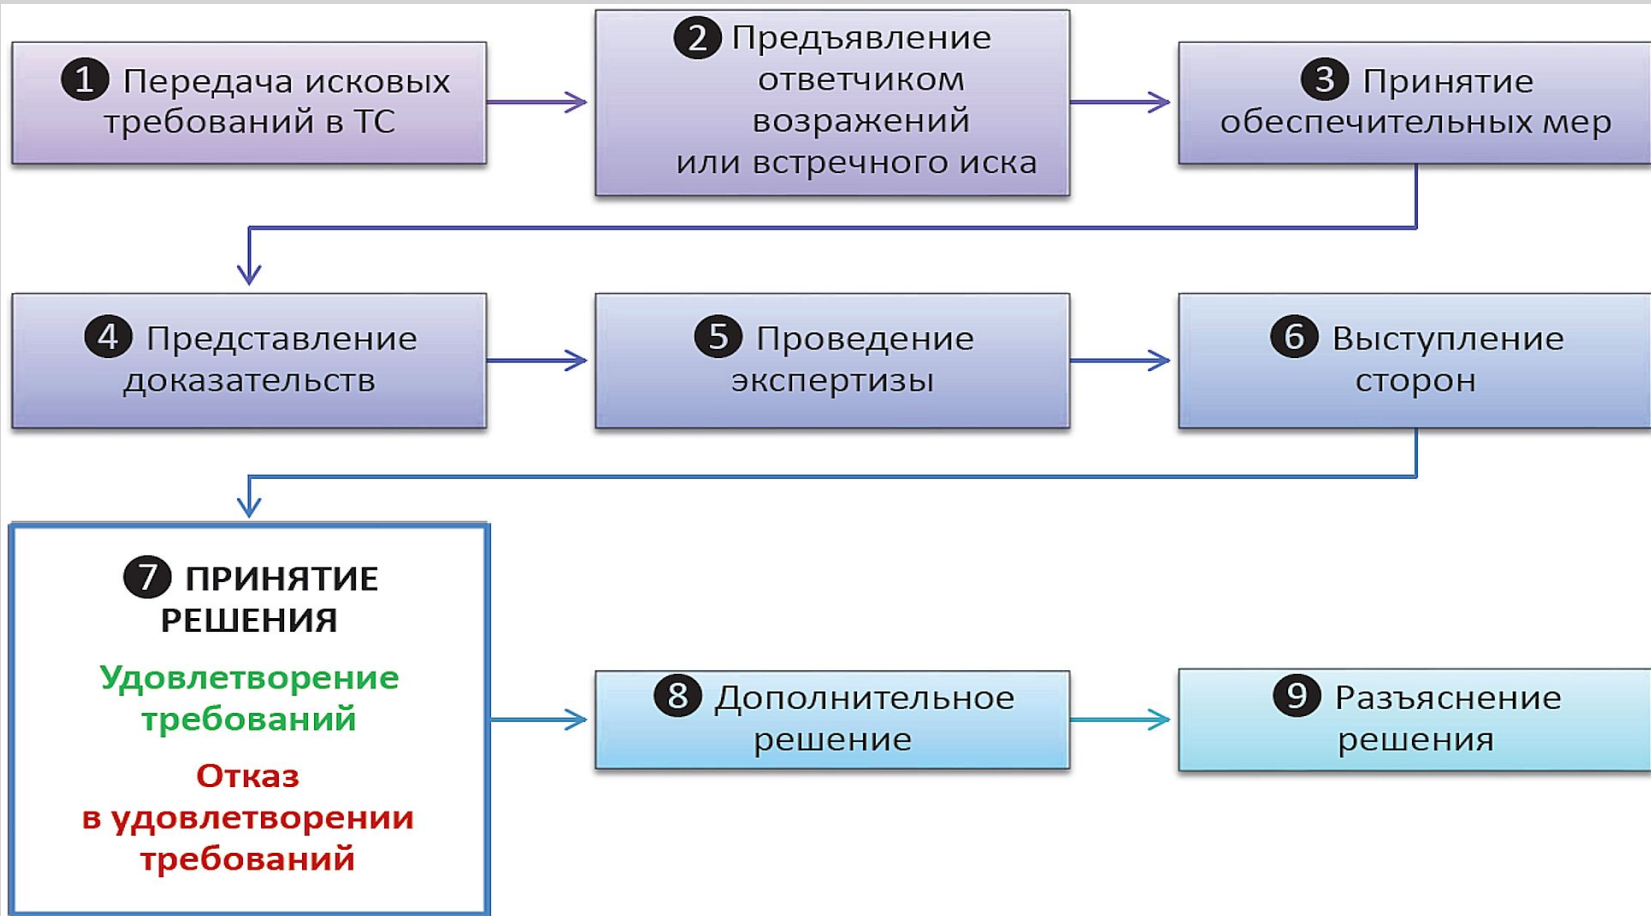 1 Передача исковых
требований в ТС
2 Предъявление
ответчиком
возражений
или встречного иска
3 Принятие
обеспечительных мер
4 Представление
доказательств
5 Проведение
экспертизы
6 Выступление
сторон
7 ПРИНЯТИЕ
РЕШЕНИЯ
Удовлетворение
требований
Отказ
в удовлетворении
требований
8 Дополнительное
решение
9 Разъяснение
решения